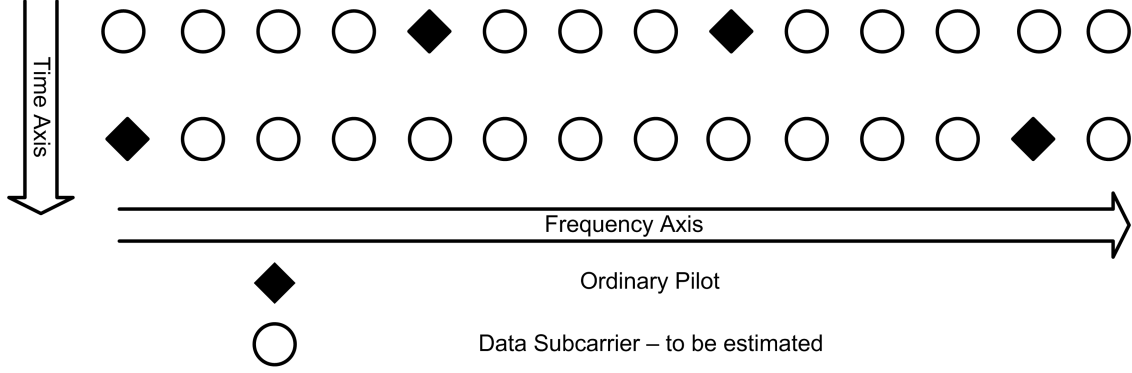 Time Axis
Frequency Axis
Ordinary Pilot
Data Subcarrier – to be estimated